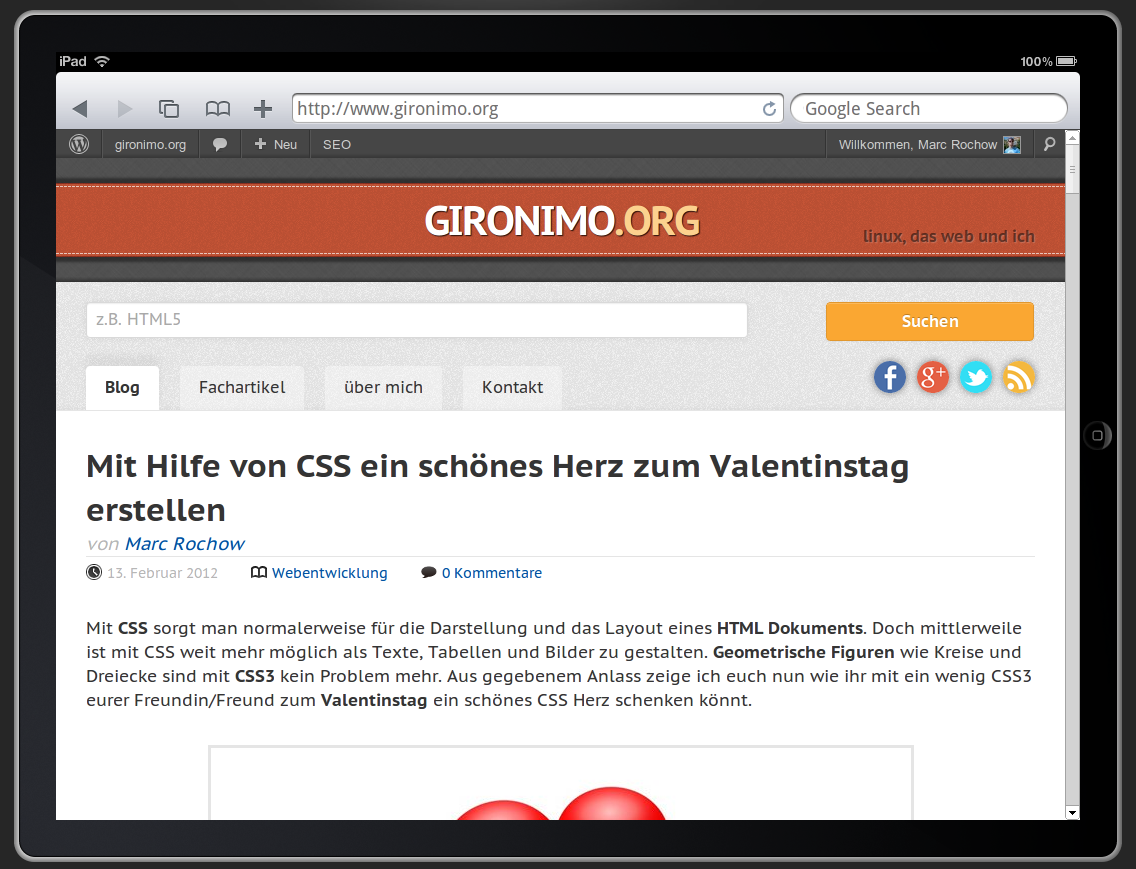 iPad
100%
http://www.gironimo.org
Google Search
gironimo.org
Neu
SEO
Willkommen, Marc Rochow
GIRONIMO.ORG
linux, das web und ich
z.B. HTML5
Suchen
Blog
Fachartikel
über mich
Kontakt
Mit Hilfe von CSS ein schönes Herz zum Valentinstag
erstellen
von Marc Rochow
13. Februar 2012
Webentwicklung
0 Kommentare
Mit CSS sorgt man normalerweise für die Darstellung und das Layout eines HTML Dokuments. Doch mittlerweile
ist mit CSS weit mehr möglich als Texte, Tabellen und Bilder zu gestalten. Geometrische Figuren wie Kreise und
Dreiecke sind mit CSS3 kein Problem mehr. Aus gegebenem Anlass zeige ich euch nun wie ihr mit ein wenig CSS3
eurer Freundin/Freund zum Valentinstag ein schönes CSS Herz schenken könnt.